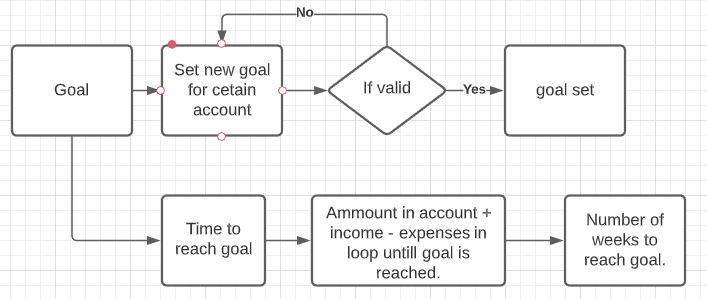 No
Goal
Set new goal
for cetain
account
If valid
Yes
goal set
Time to
reach goal
Ammount in account +
income - expenses in
loop untill goal is
reached.
Number of
weeks to
reach goal.